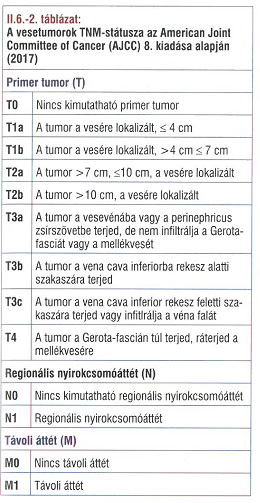 II.6.-2. táblázat:
A vesetumorok TNM-státusza az American Joint
Committee of Cancer (AJCC) 8. kiadása alapján
(2017)
Primer tumor (T)
T0 Nincs kimutatható primer tumor
T1a A tumor a vesére lokalizált, ≤ 4 cm
T1b A tumor a vesére lokalizált, >4 cm ≤ 7 cm
T2a A tumor >7 cm, ≤10 cm, a vesére lokalizált
T2b A tumor >10 cm, a vesére lokalizált
T3a A tumor a vesevénába vagy a perinephricus
zsírszövetbe terjed, de nem infiltrálja a Gerota-
fasciát vagy a mellékvesét
T3b A tumor a vena cava inferiorba rekesz alatti
szakaszára terjed
T3c A tumor a vena cava inferior rekesz feletti sza-
kaszára terjed vagy infitlrálja a véna falát
T4 A tumor a Gerota-fascián túl terjed, ráterjed a
mellékvesére
Regionális nyirokcsomóáttét (N)
N0 Nincs kimutatható regionális nyirokcsomóáttét
N1 Regionális nyirokcsomóáttét
Távoli áttét (M)
M0 Nincs távoli áttét
M1 Távoli áttét